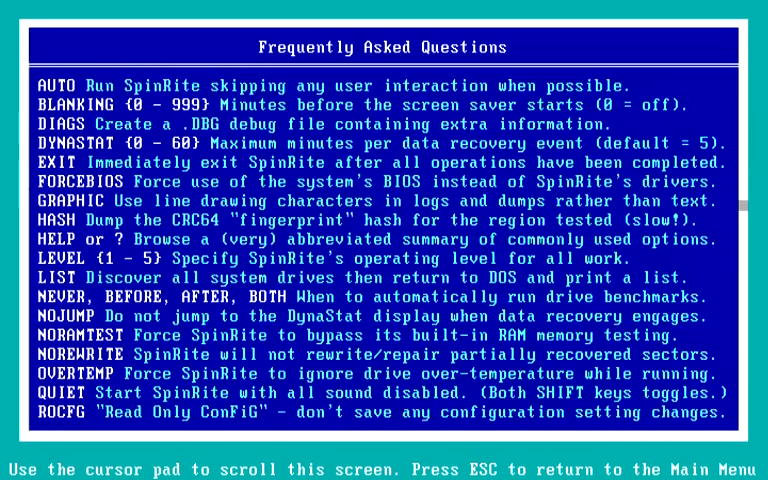 Frequently Asked Questions
AUTO Run SpinRite skipping any user interaction when possible.
BLANKING {0 - 999} Minutes before the screen saver starts (0 = off).
DIAGS Create a .DBG debug file containing extra information.
DYNASTAT {0 - 60} Maximum minutes per data recovery event (default = 5).
EXIT Immediately exit SpinRite after all operations have been completed.
FORCEBIOS Force use of the system's BIOS instead of SpinRite's drivers.
GRAPHIC Use line drawing characters in logs and dumps rather than text.
HASH Dump the CRC64 "fingerprint" hash for the region tested (slow!).
HELP or ? Browse a (very) abbreviated summary of commonly used options.
LEVEL {1 - 5} Specify SpinRite's operating level for all work.
LIST Discover all system drives then return to DOS and print a list.
NEVER, BEFORE, AFTER, BOTH When to automatically run drive benchmarks.
NOJUMP Do not jump to the DynaStat display when data recovery engages.
NORAMTEST Force SpinRite to bypass its built-in RAM memory testing.
NOREWRITE SpinRite will not rewrite/repair partially recovered sectors.
OVERTEMP Force SpinRite to ignore drive over-temperature while running.
QUIET Start SpinRite with all sound disabled. (Both SHIFT keys toggles.)
ROCFG "Read Only ConFiG" - don't save any configuration setting changes.
Use the cursor pad to scroll this screen. Press ESC to return to the Main Menu